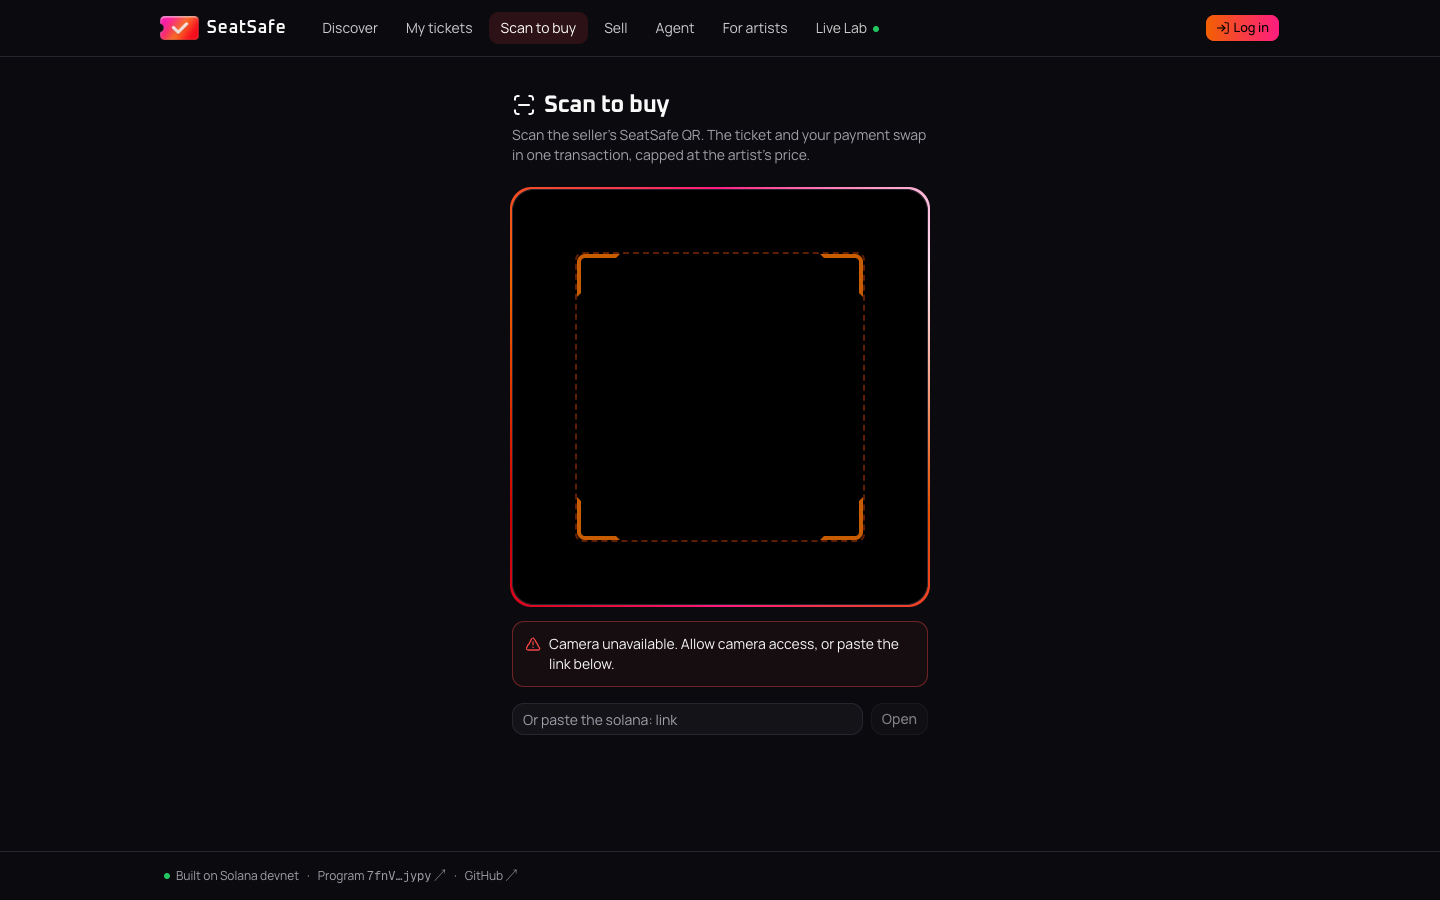 SeatSafe
Discover
My tickets
Scan to buy
Sell
Agent
For artists
Live Lab
Log in
Scan to buy
Scan the seller's SeatSafe QR. The ticket and your payment swap
in one transaction, capped at the artist's price.
Camera unavailable. Allow camera access, or paste the
link below.
Or paste the solana: link
Open
Built on Solana devnet · Program 7fnV…jypy ↗ · GitHub ↗